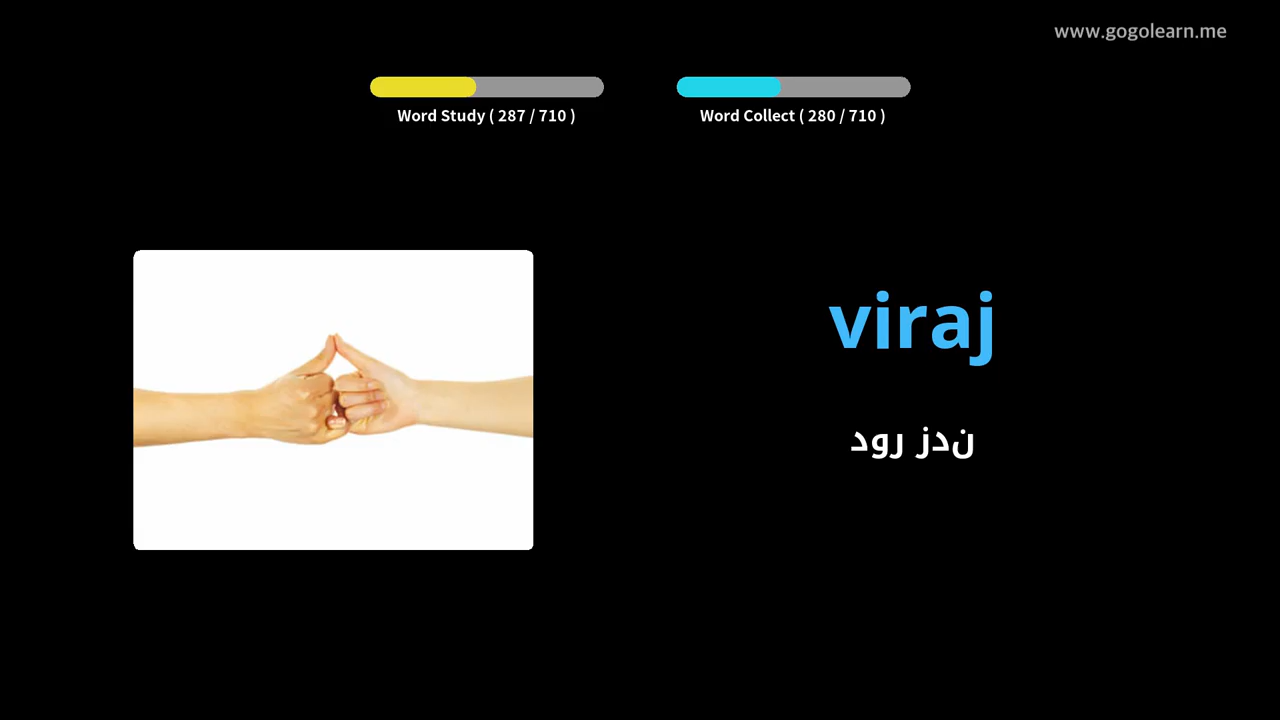 www.gogolearn.me
Word Study ( 287 / 710 )
Word Collect ( 280 / 710 )
viraj
ندز رود